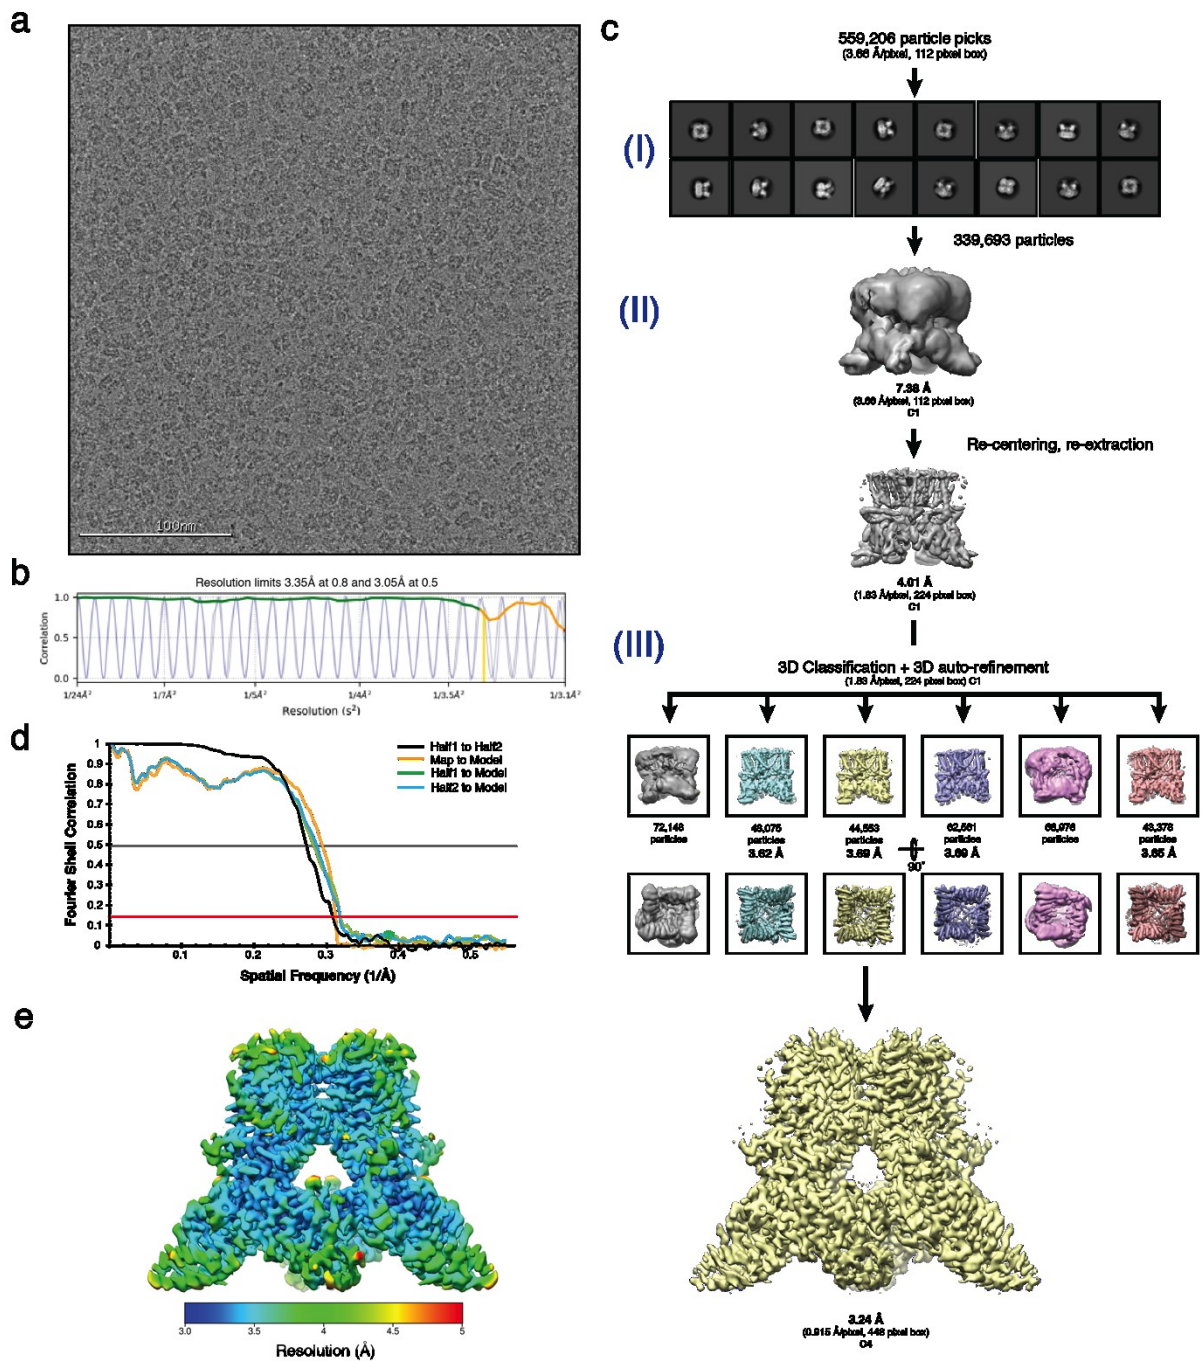 a
100nm
b
Resolution limits 3.35Å at 0.8 and 3.05Å at 0.5
Correlation
1.0
0.5
0.0
1/24Å²
1/7Å²
1/5Å²
1/4Å²
1/3.5Å²
1/3.1Å²
Resolution (s²)
d
Fourier Shell Correlation
1
0.9
0.8
0.7
0.6
0.5
0.4
0.3
0.2
0.1
0
0.1
0.2
0.3
0.4
0.5
Spatial Frequency (1/Å)
Half1 to Half2
Map to Model
Half1 to Model
Half2 to Model
e
3.0
3.5
4
4.5
5
Resolution (Å)
c
559,206 particle picks
(3.66 Å/pixel, 112 pixel box)
(I)
339,693 particles
(II)
7.38 Å
(3.66 Å/pixel, 112 pixel box)
C1
Re-centering, re-extraction
4.01 Å
(1.83 Å/pixel, 224 pixel box)
C1
(III)
3D Classification + 3D auto-refinement
(1.83 Å/pixel, 224 pixel box) C1
72,148
particles
48,075
particles
3.62 Å
44,553
particles
3.69 Å
62,561
particles
3.69 Å
68,976
particles
43,378
particles
3.65 Å
90°
3.24 Å
(0.915 Å/pixel, 448 pixel box)
C4